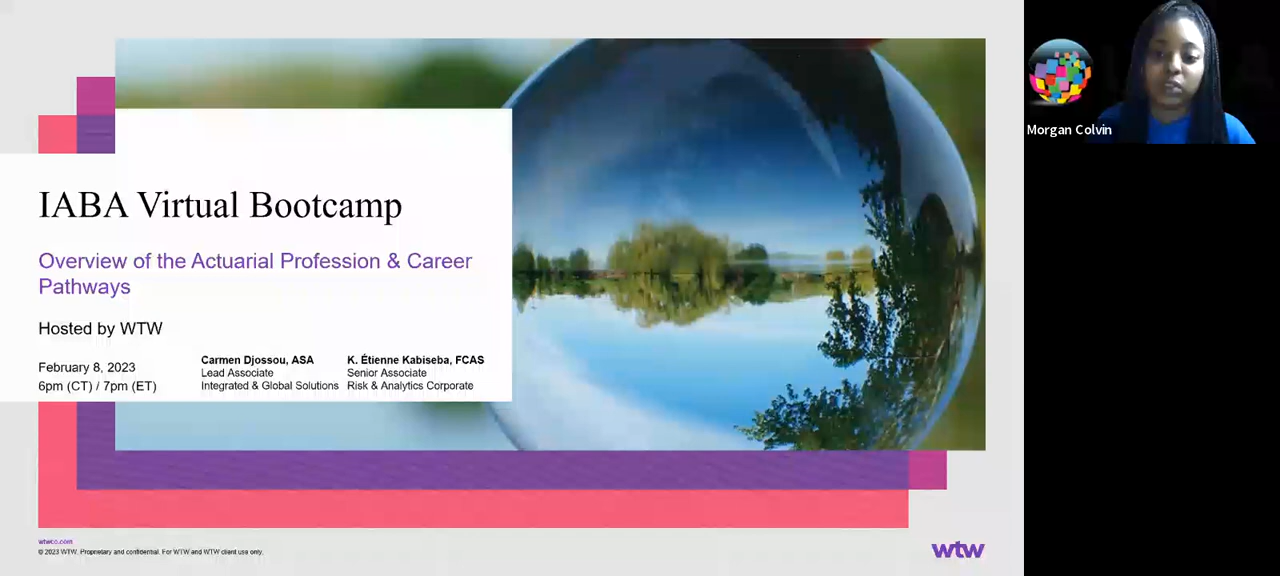 IABA Virtual Bootcamp
Overview of the Actuarial Profession & Career
Pathways
Hosted by WTW
February 8, 2023
6pm (CT) / 7pm (ET)
Carmen Djossou, ASA
Lead Associate
Integrated & Global Solutions
K. Étienne Kabiseba, FCAS
Senior Associate
Risk & Analytics Corporate
wtwco.com
© 2023 WTW. Proprietary and confidential. For WTW and WTW client use only.
wtw
Morgan Colvin